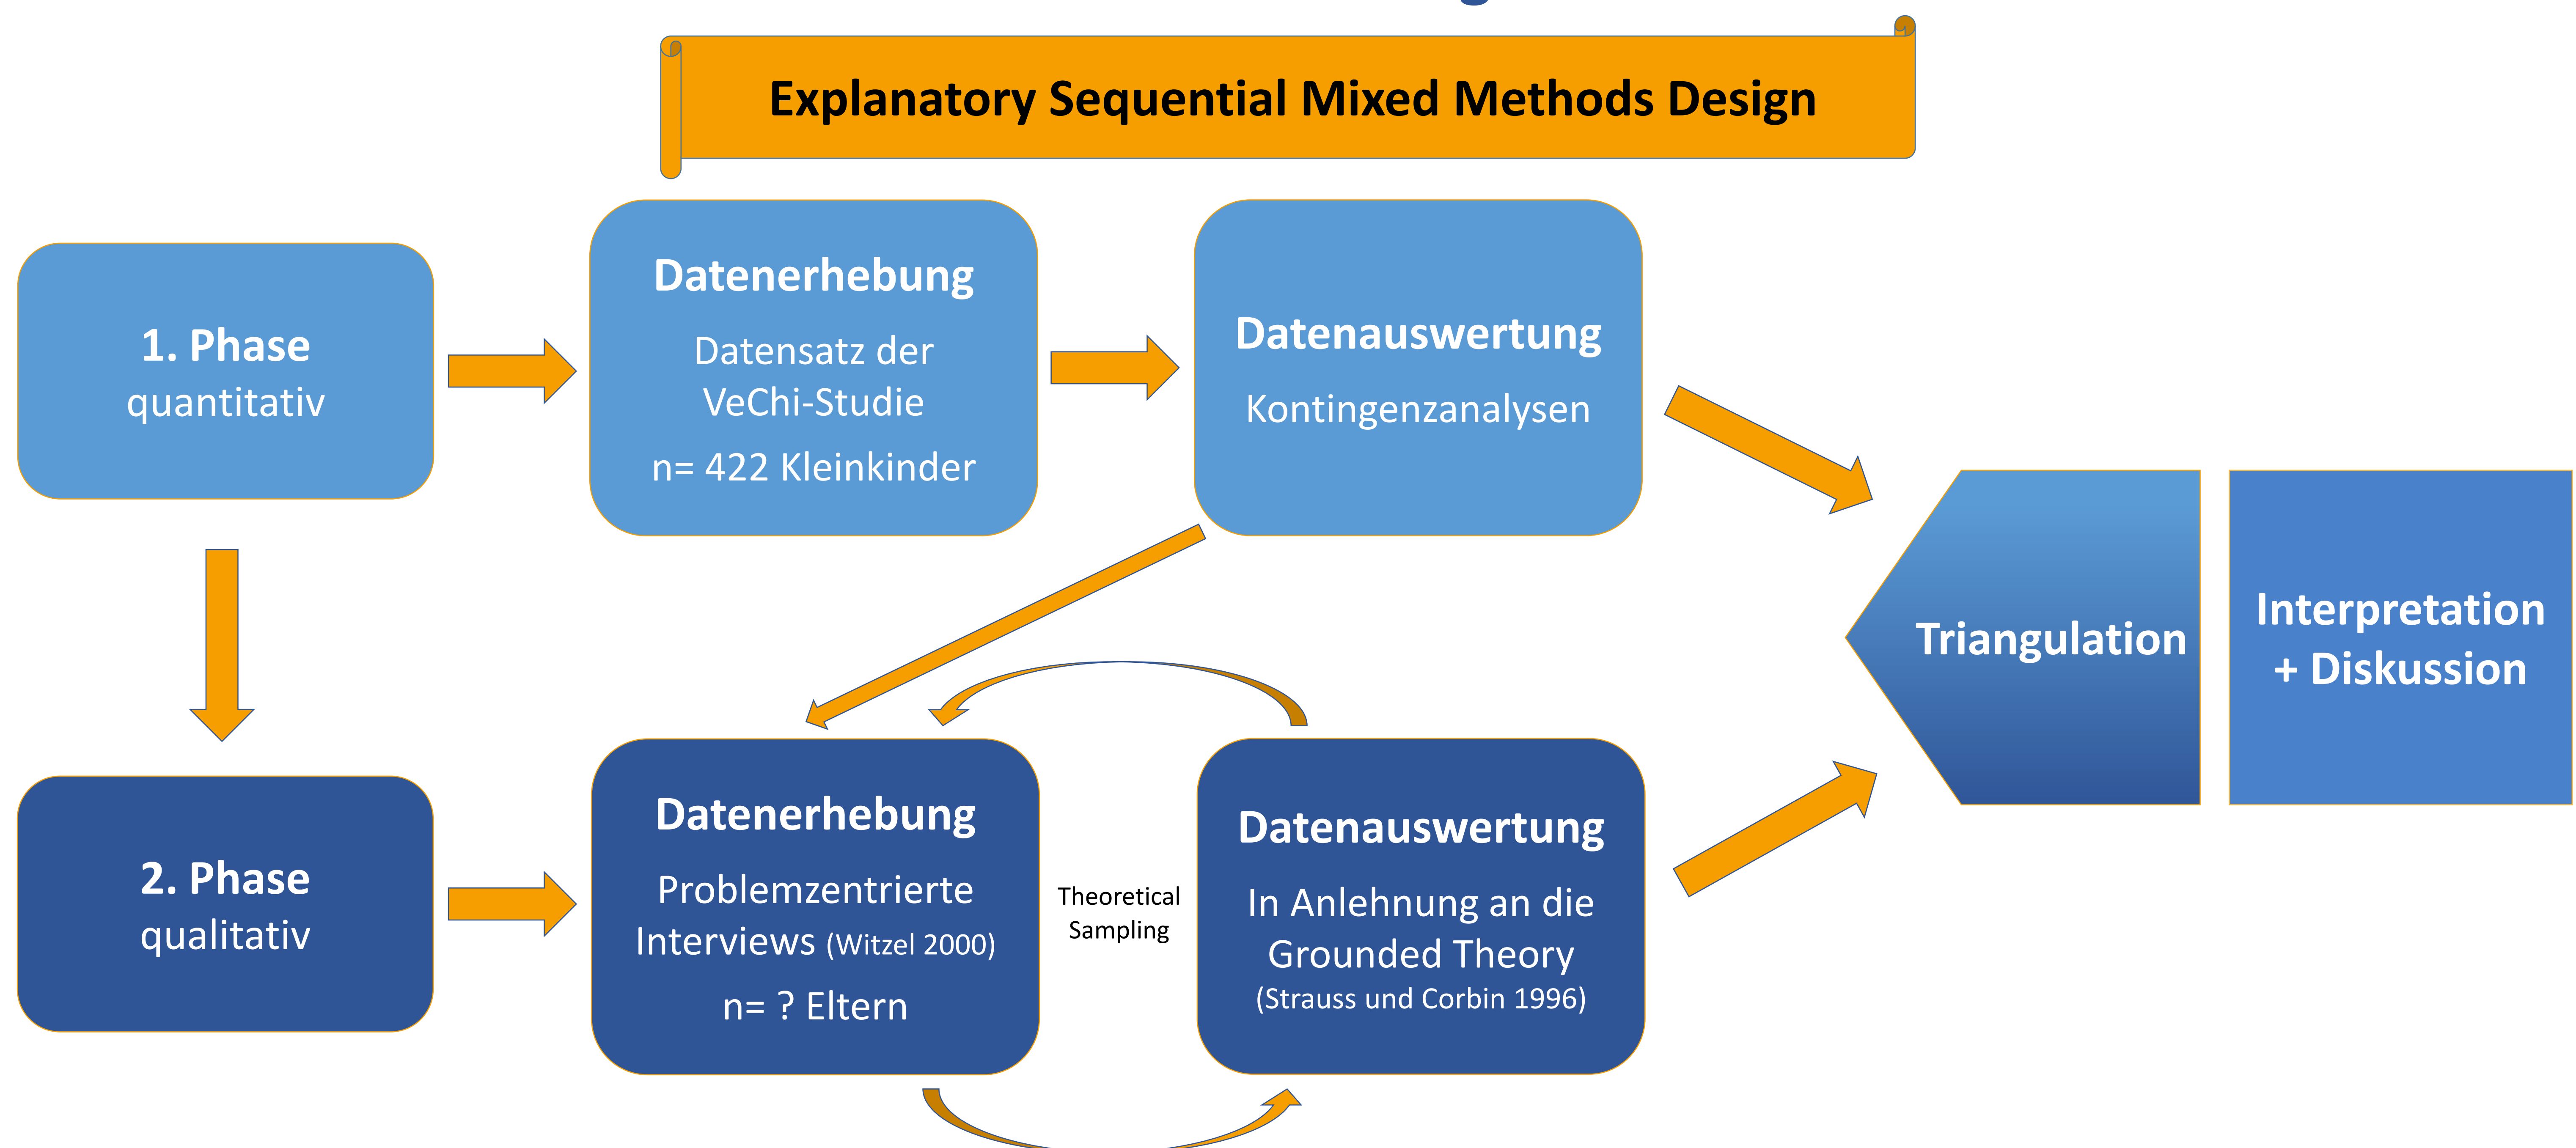 Explanatory Sequential Mixed Methods Design
1. Phase
quantitativ
Datenerhebung
Datensatz der
VeChi-Studie
n= 422 Kleinkinder
Datenauswertung
Kontingenzanalysen
Triangulation
Interpretation
+ Diskussion
2. Phase
qualitativ
Datenerhebung
Problemzentrierte
Interviews (Witzel 2000)
n= ? Eltern
Theoretical
Sampling
Datenauswertung
In Anlehnung an die
Grounded Theory
(Strauss und Corbin 1996)